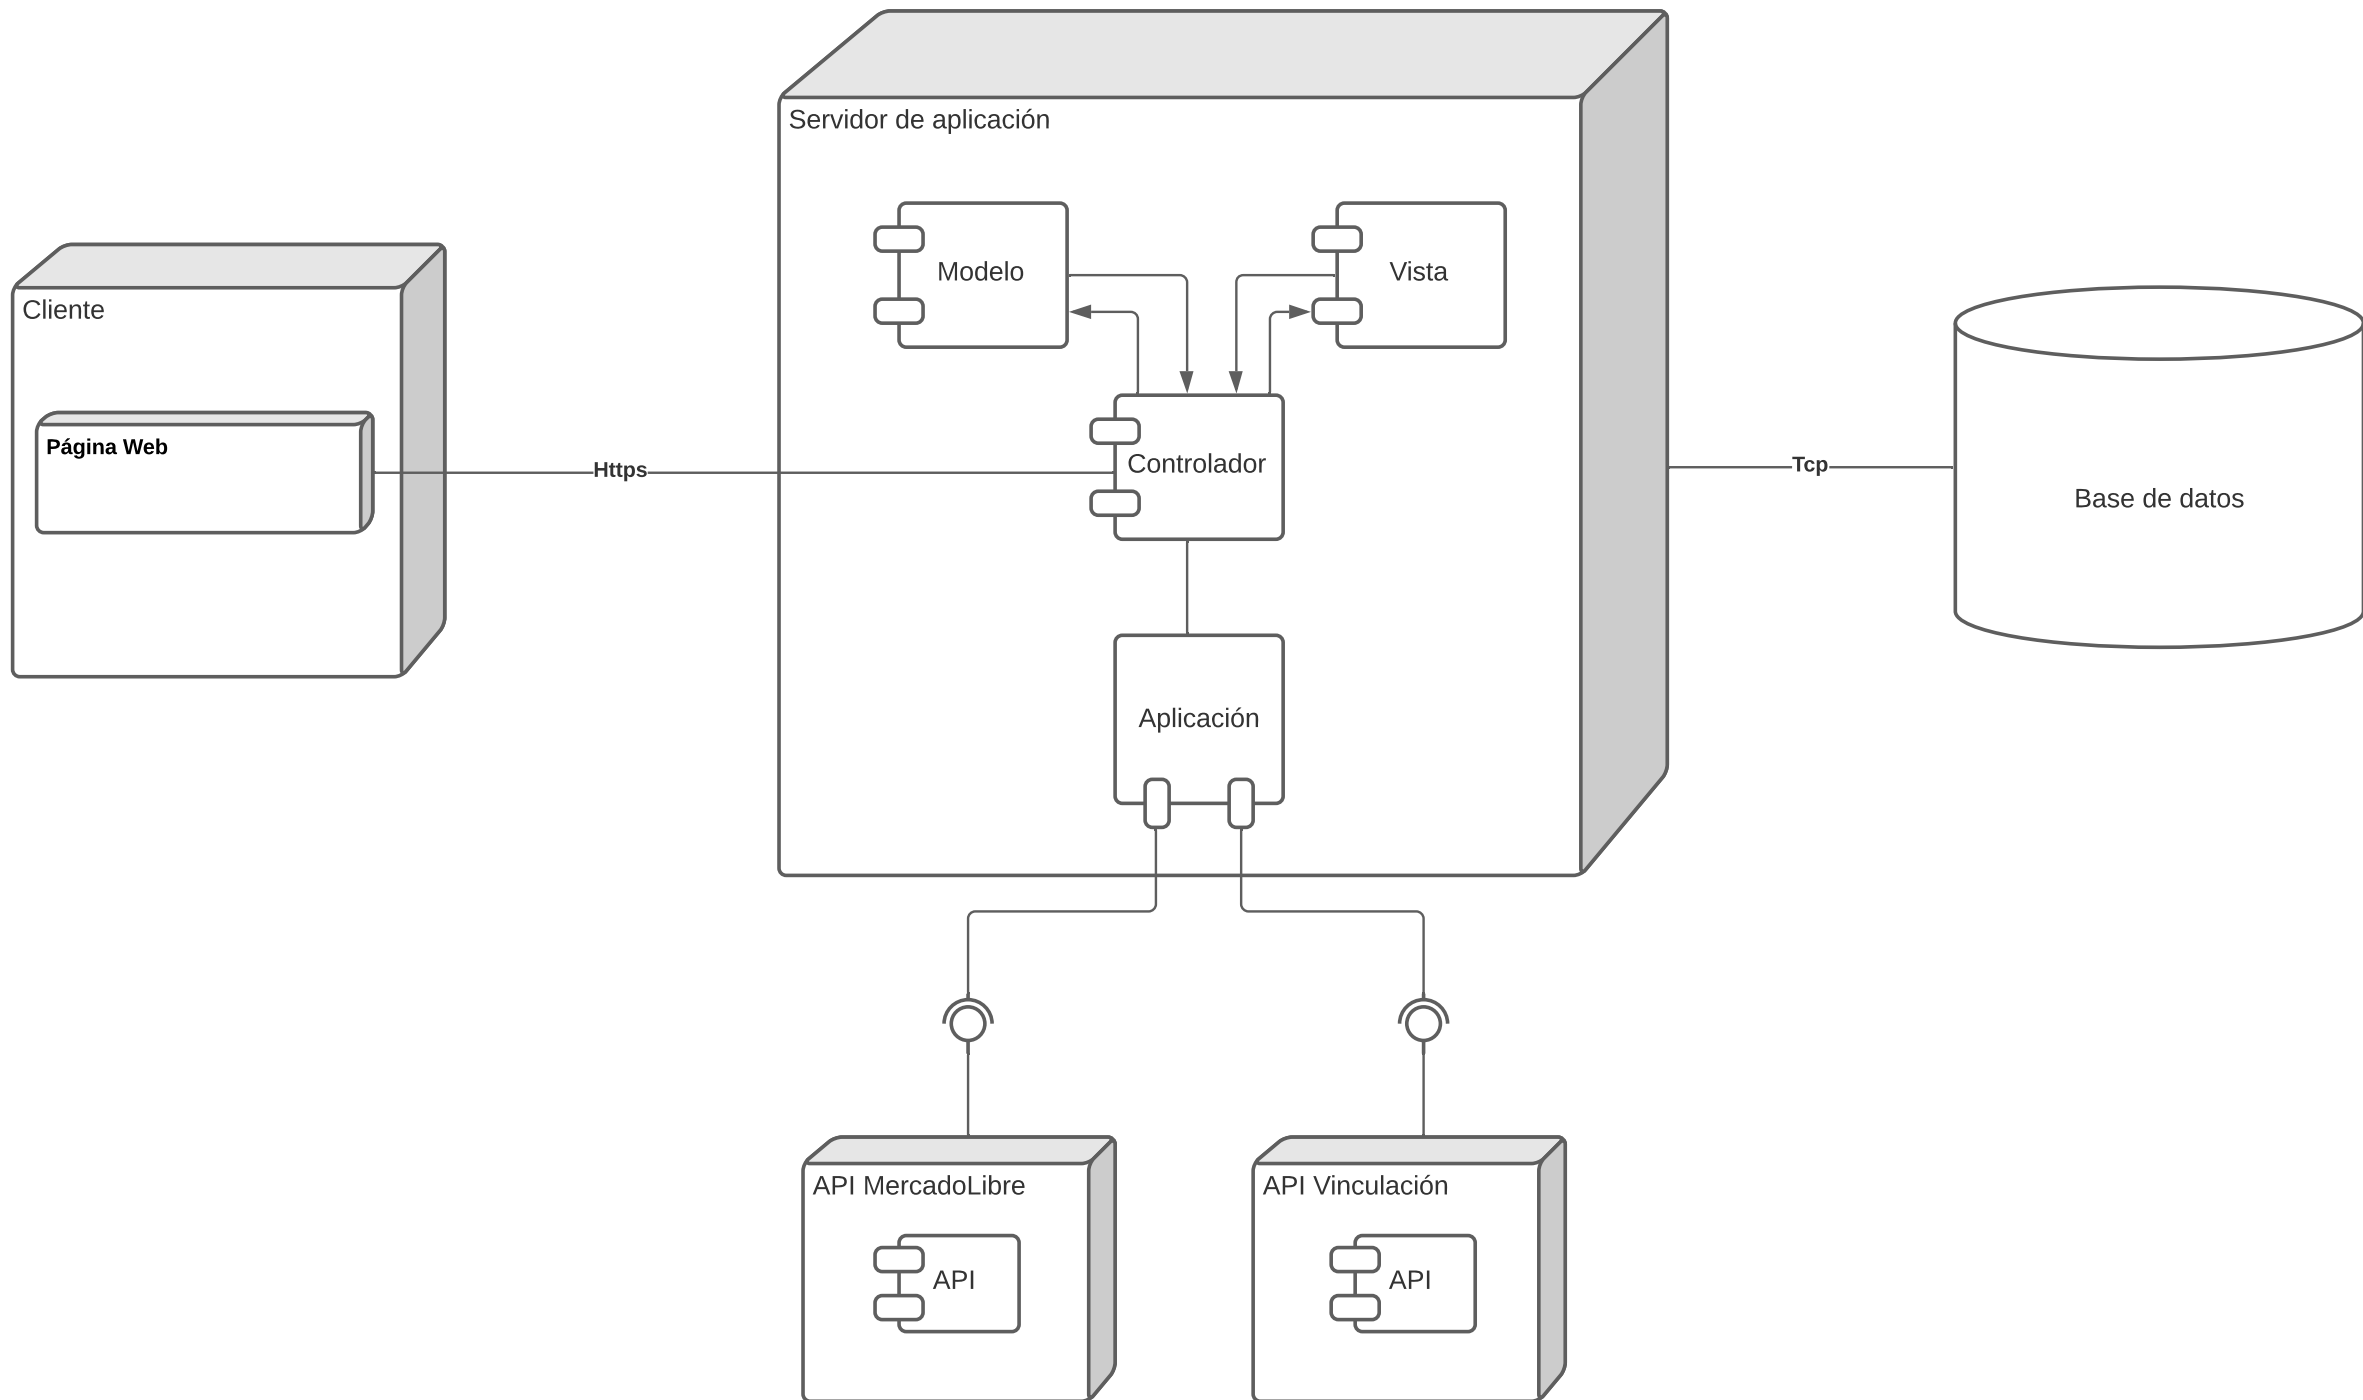 Servidor de aplicación
Modelo
Vista
Cliente
Página Web
Https
Controlador
Tcp
Base de datos
Aplicación
API MercadoLibre
API Vinculación
API
API